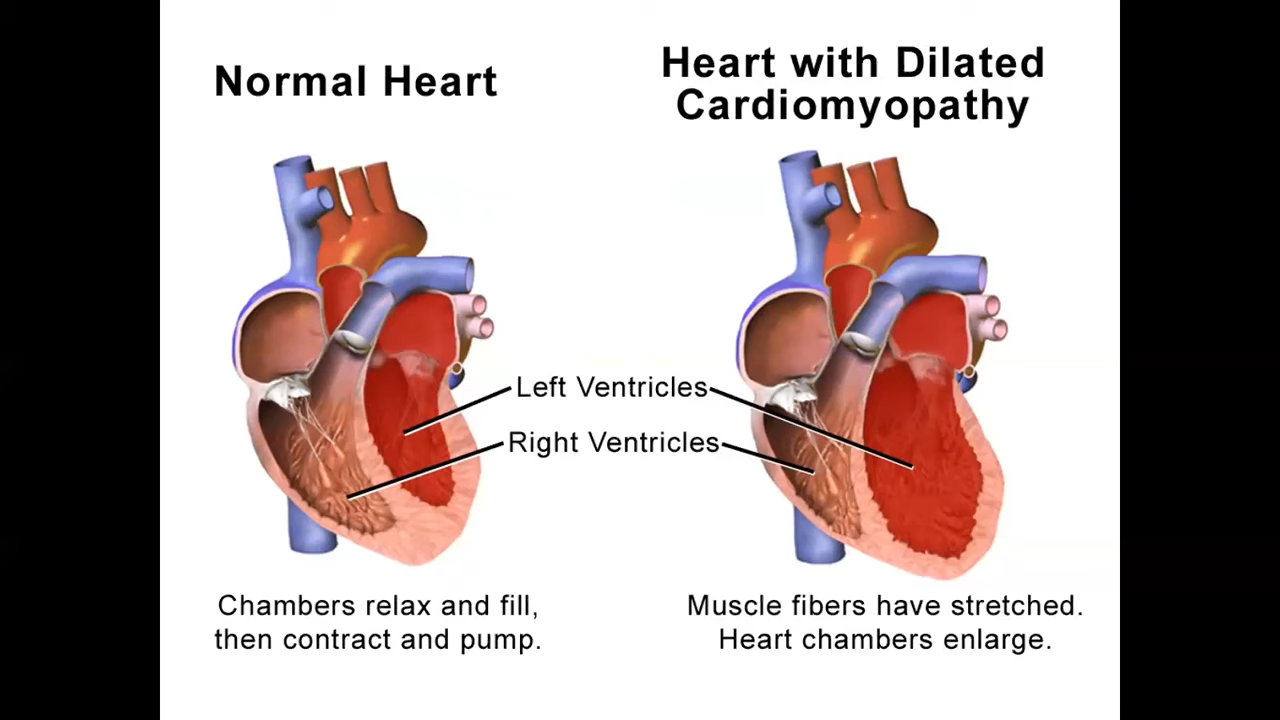 Normal Heart
Heart with Dilated
Cardiomyopathy
Left Ventricles
Right Ventricles
Chambers relax and fill,
then contract and pump.
Muscle fibers have stretched.
Heart chambers enlarge.